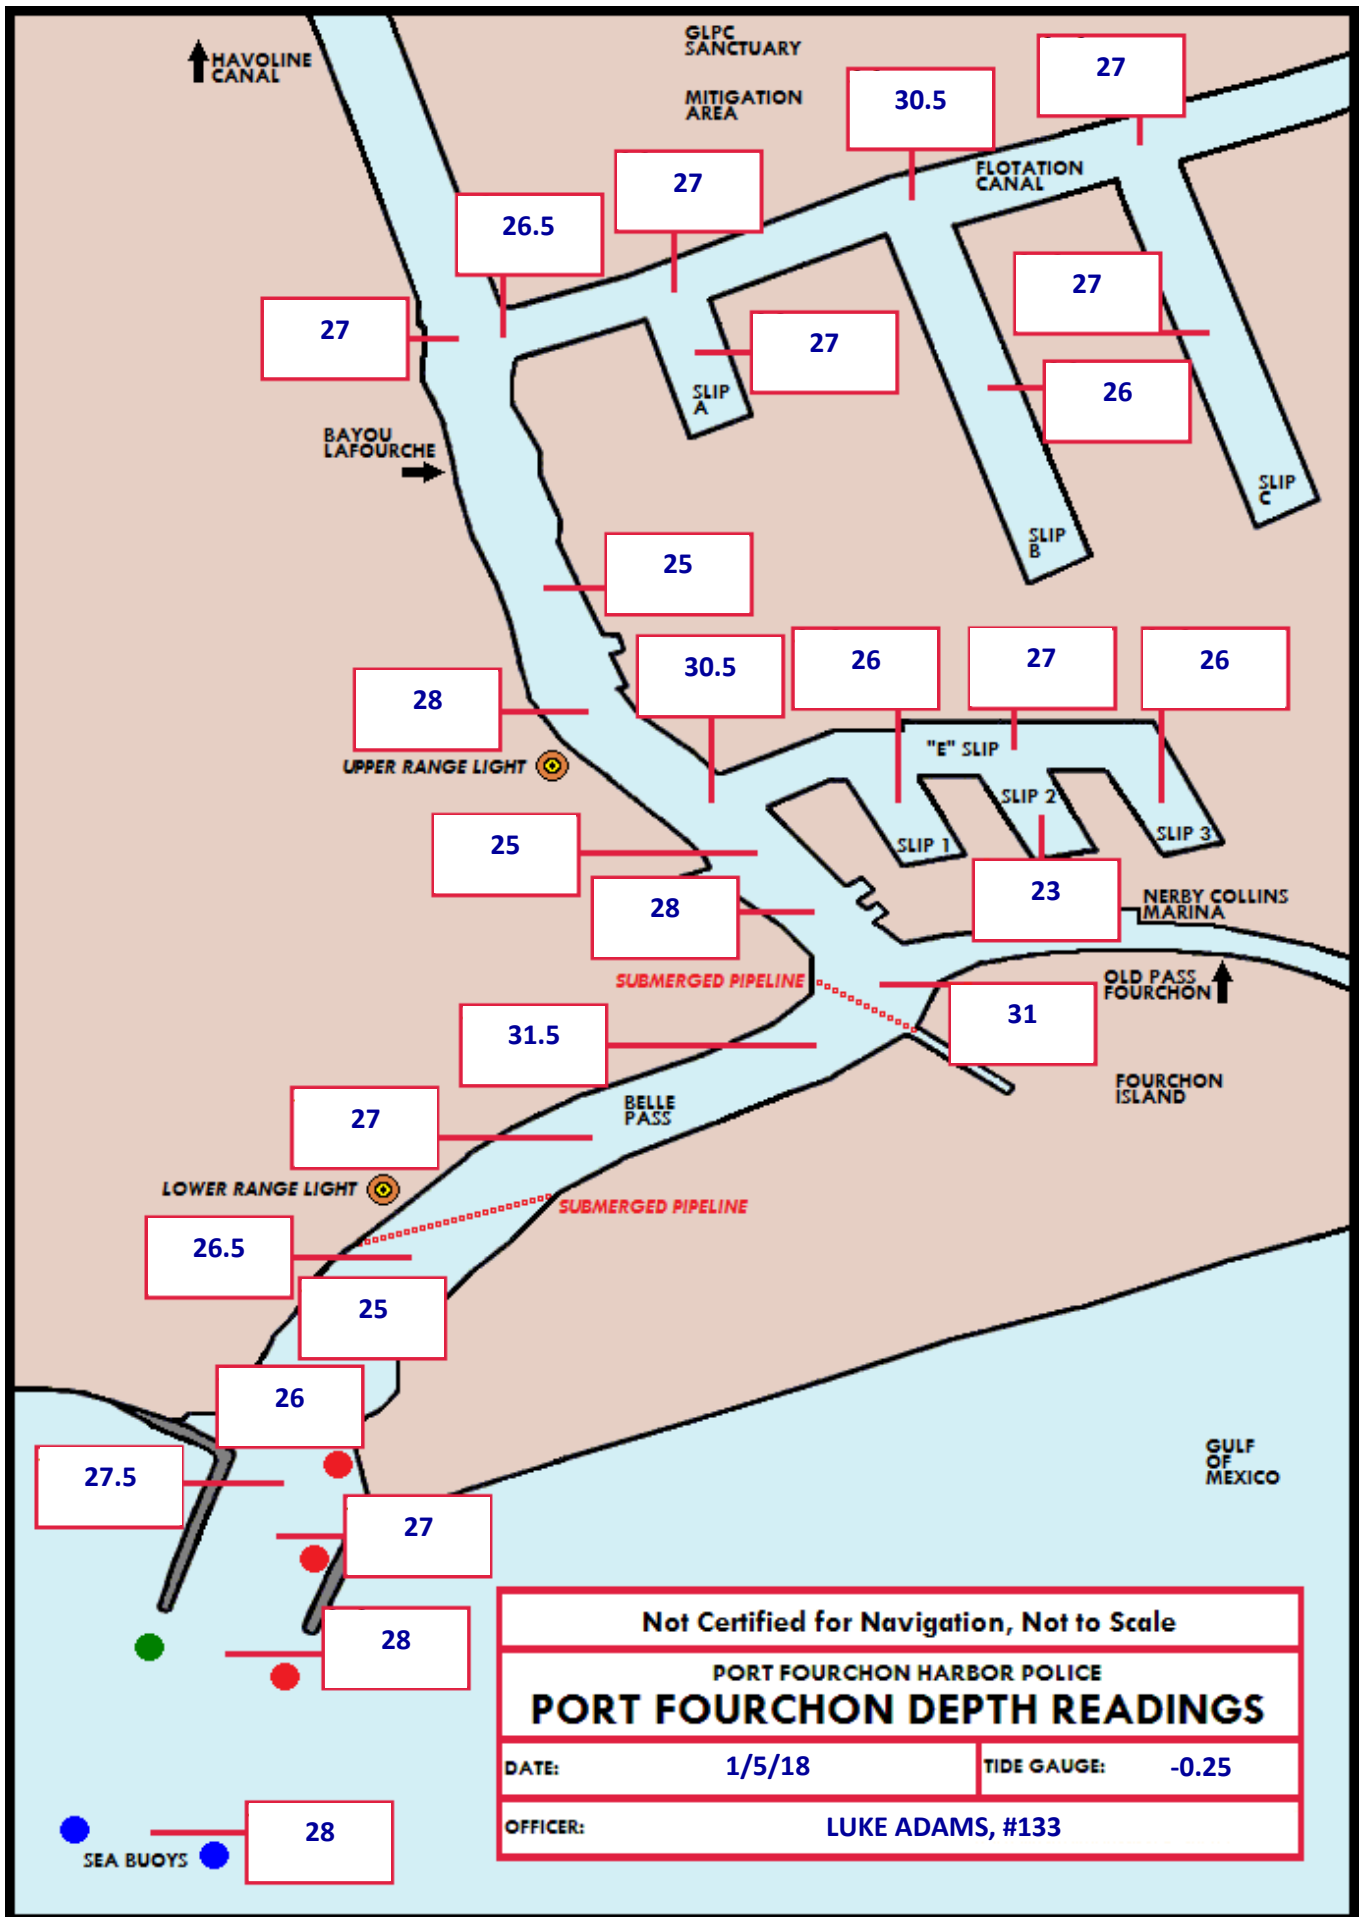 GLPC
SANCTUARY
HAVOLINE
CANAL
27
30.5
MITIGATION
AREA
27
FLOTATION
CANAL
26.5
27
27
27
26
SLIP
A
BAYOU
LAFOURCHE
SLIP
C
SLIP
B
25
30.5
26
27
26
28
"E" SLIP
UPPER RANGE LIGHT
SLIP 2
SLIP 1
SLIP 3
25
23
28
NERBY COLLINS
MARINA
SUBMERGED PIPELINE
OLD PASS
FOURCHON
31
31.5
FOURCHON
ISLAND
BELLE
PASS
27
LOWER RANGE LIGHT
SUBMERGED PIPELINE
26.5
25
26
GULF
OF
MEXICO
27.5
27
28
Not Certified for Navigation, Not to Scale
PORT FOURCHON HARBOR POLICE
PORT FOURCHON DEPTH READINGS
DATE: 1/5/18 TIDE GAUGE: -0.25
OFFICER: LUKE ADAMS, #133
28
SEA BUOYS